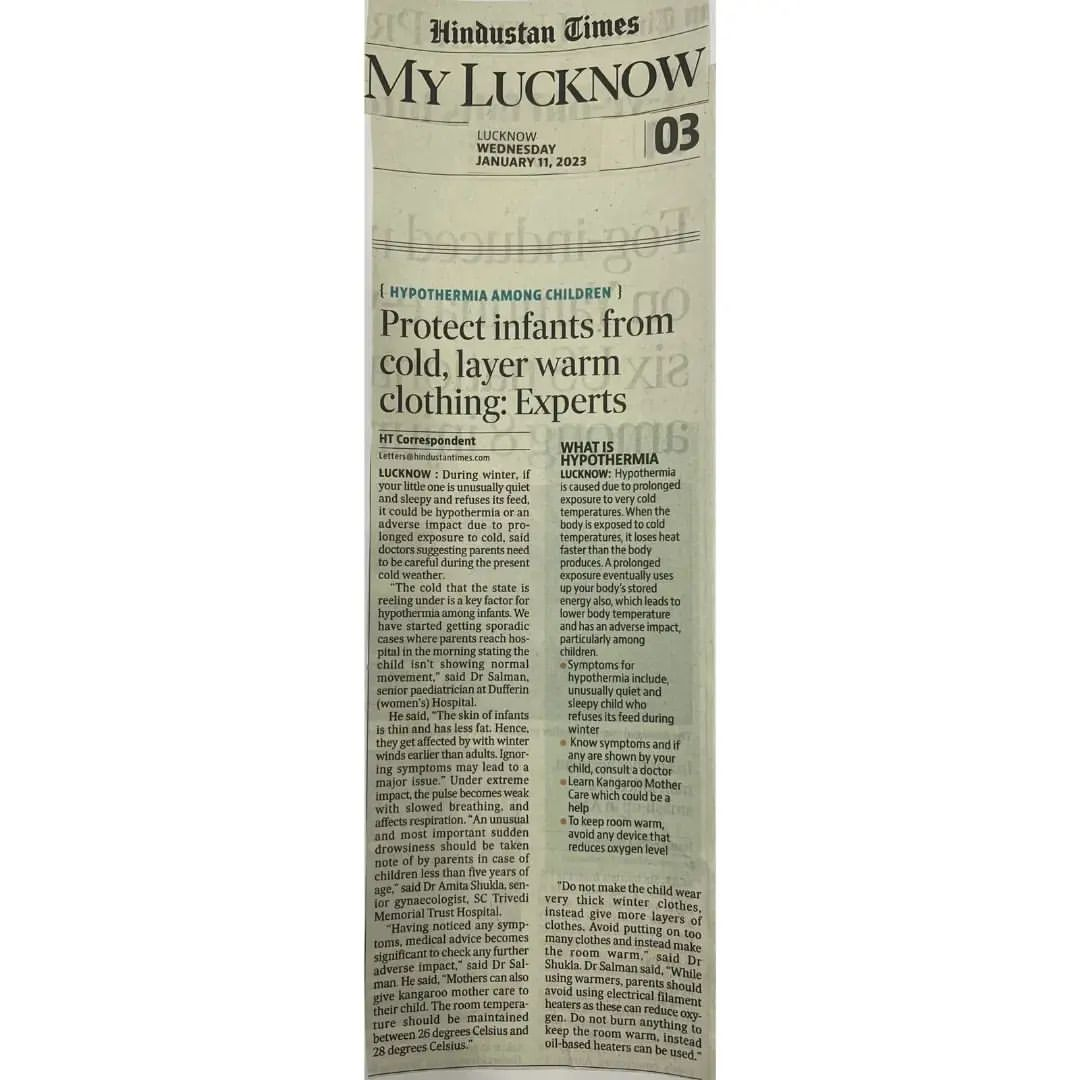 Hindustan Times
MY LUCKNOW
LUCKNOW
WEDNESDAY
JANUARY 11, 2023
03
{ HYPOTHERMIA AMONG CHILDREN }
Protect infants from
cold, layer warm
clothing: Experts
HT Correspondent
Letters@hindustantimes.com
LUCKNOW : During winter, if
your little one is unusually quiet
and sleepy and refuses its feed,
it could be hypothermia or an
adverse impact due to pro-
longed exposure to cold, said
doctors suggesting parents need
to be careful during the present
cold weather.
"The cold that the state is
reeling under is a key factor for
hypothermia among infants. We
have started getting sporadic
cases where parents reach hos-
pital in the morning stating the
child isn't showing normal
movement," said Dr Salman,
senior paediatrician at Dufferin
(women's) Hospital.
He said, "The skin of infants
is thin and has less fat. Hence,
they get affected by with winter
winds earlier than adults. Ignor-
ing symptoms may lead to a
major issue." Under extreme
impact, the pulse becomes weak
with slowed breathing, and
affects respiration. "An unusual
and most important sudden
drowsiness should be taken
note of by parents in case of
children less than five years of
age," said Dr Amita Shukla, sen-
ior gynaecologist, SC Trivedi
Memorial Trust Hospital.
"Having noticed any symp-
toms, medical advice becomes
significant to check any further
adverse impact," said Dr Sal-
man. He said, "Mothers can also
give kangaroo mother care to
their child. The room tempera-
ture should be maintained
between 26 degrees Celsius and
28 degrees Celsius."
WHAT IS
HYPOTHERMIA
LUCKNOW: Hypothermia
is caused due to prolonged
exposure to very cold
temperatures. When the
body is exposed to cold
temperatures, it loses heat
faster than the body
produces. A prolonged
exposure eventually uses
up your body's stored
energy also, which leads to
lower body temperature
and has an adverse impact,
particularly among
children.
• Symptoms for
hypothermia include,
unusually quiet and
sleepy child who
refuses its feed during
winter
• Know symptoms and if
any are shown by your
child, consult a doctor
• Learn Kangaroo Mother
Care which could be a
help
• To keep room warm,
avoid any device that
reduces oxygen level
"Do not make the child wear
very thick winter clothes,
instead give more layers of
clothes. Avoid putting on too
many clothes and instead make
the room warm," said Dr
Shukla. Dr Salman said, "While
using warmers, parents should
avoid using electrical filament
heaters as these can reduce oxy-
gen. Do not burn anything to
keep the room warm, instead
oil-based heaters can be used."